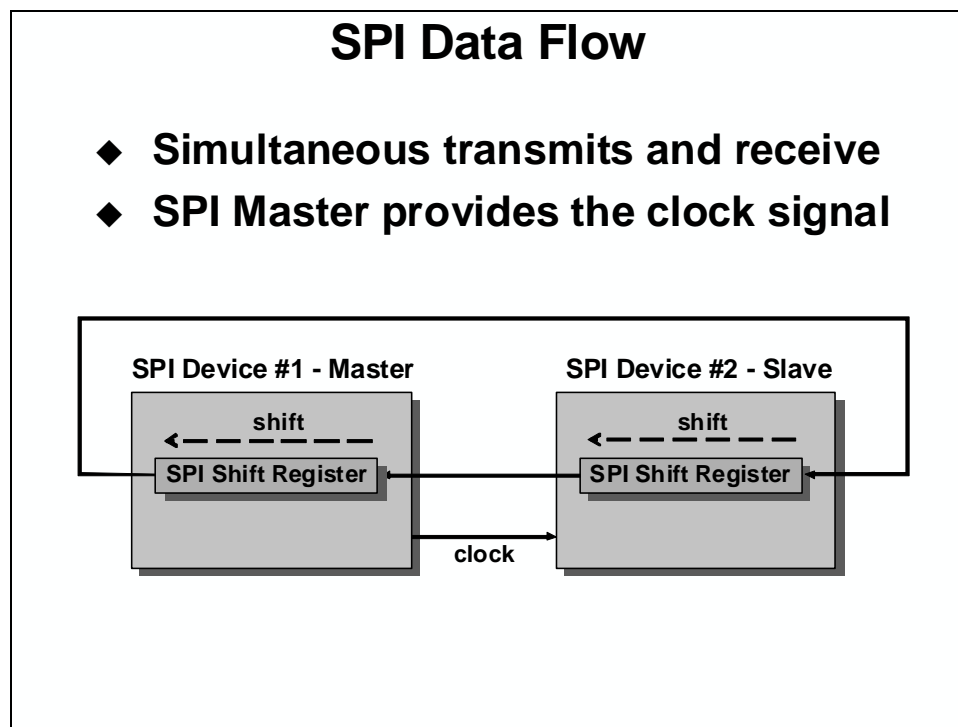 SPI Data Flow
◆ Simultaneous transmits and receive
◆ SPI Master provides the clock signal
SPI Device #1 - Master
SPI Device #2 - Slave
shift
shift
SPI Shift Register
SPI Shift Register
clock